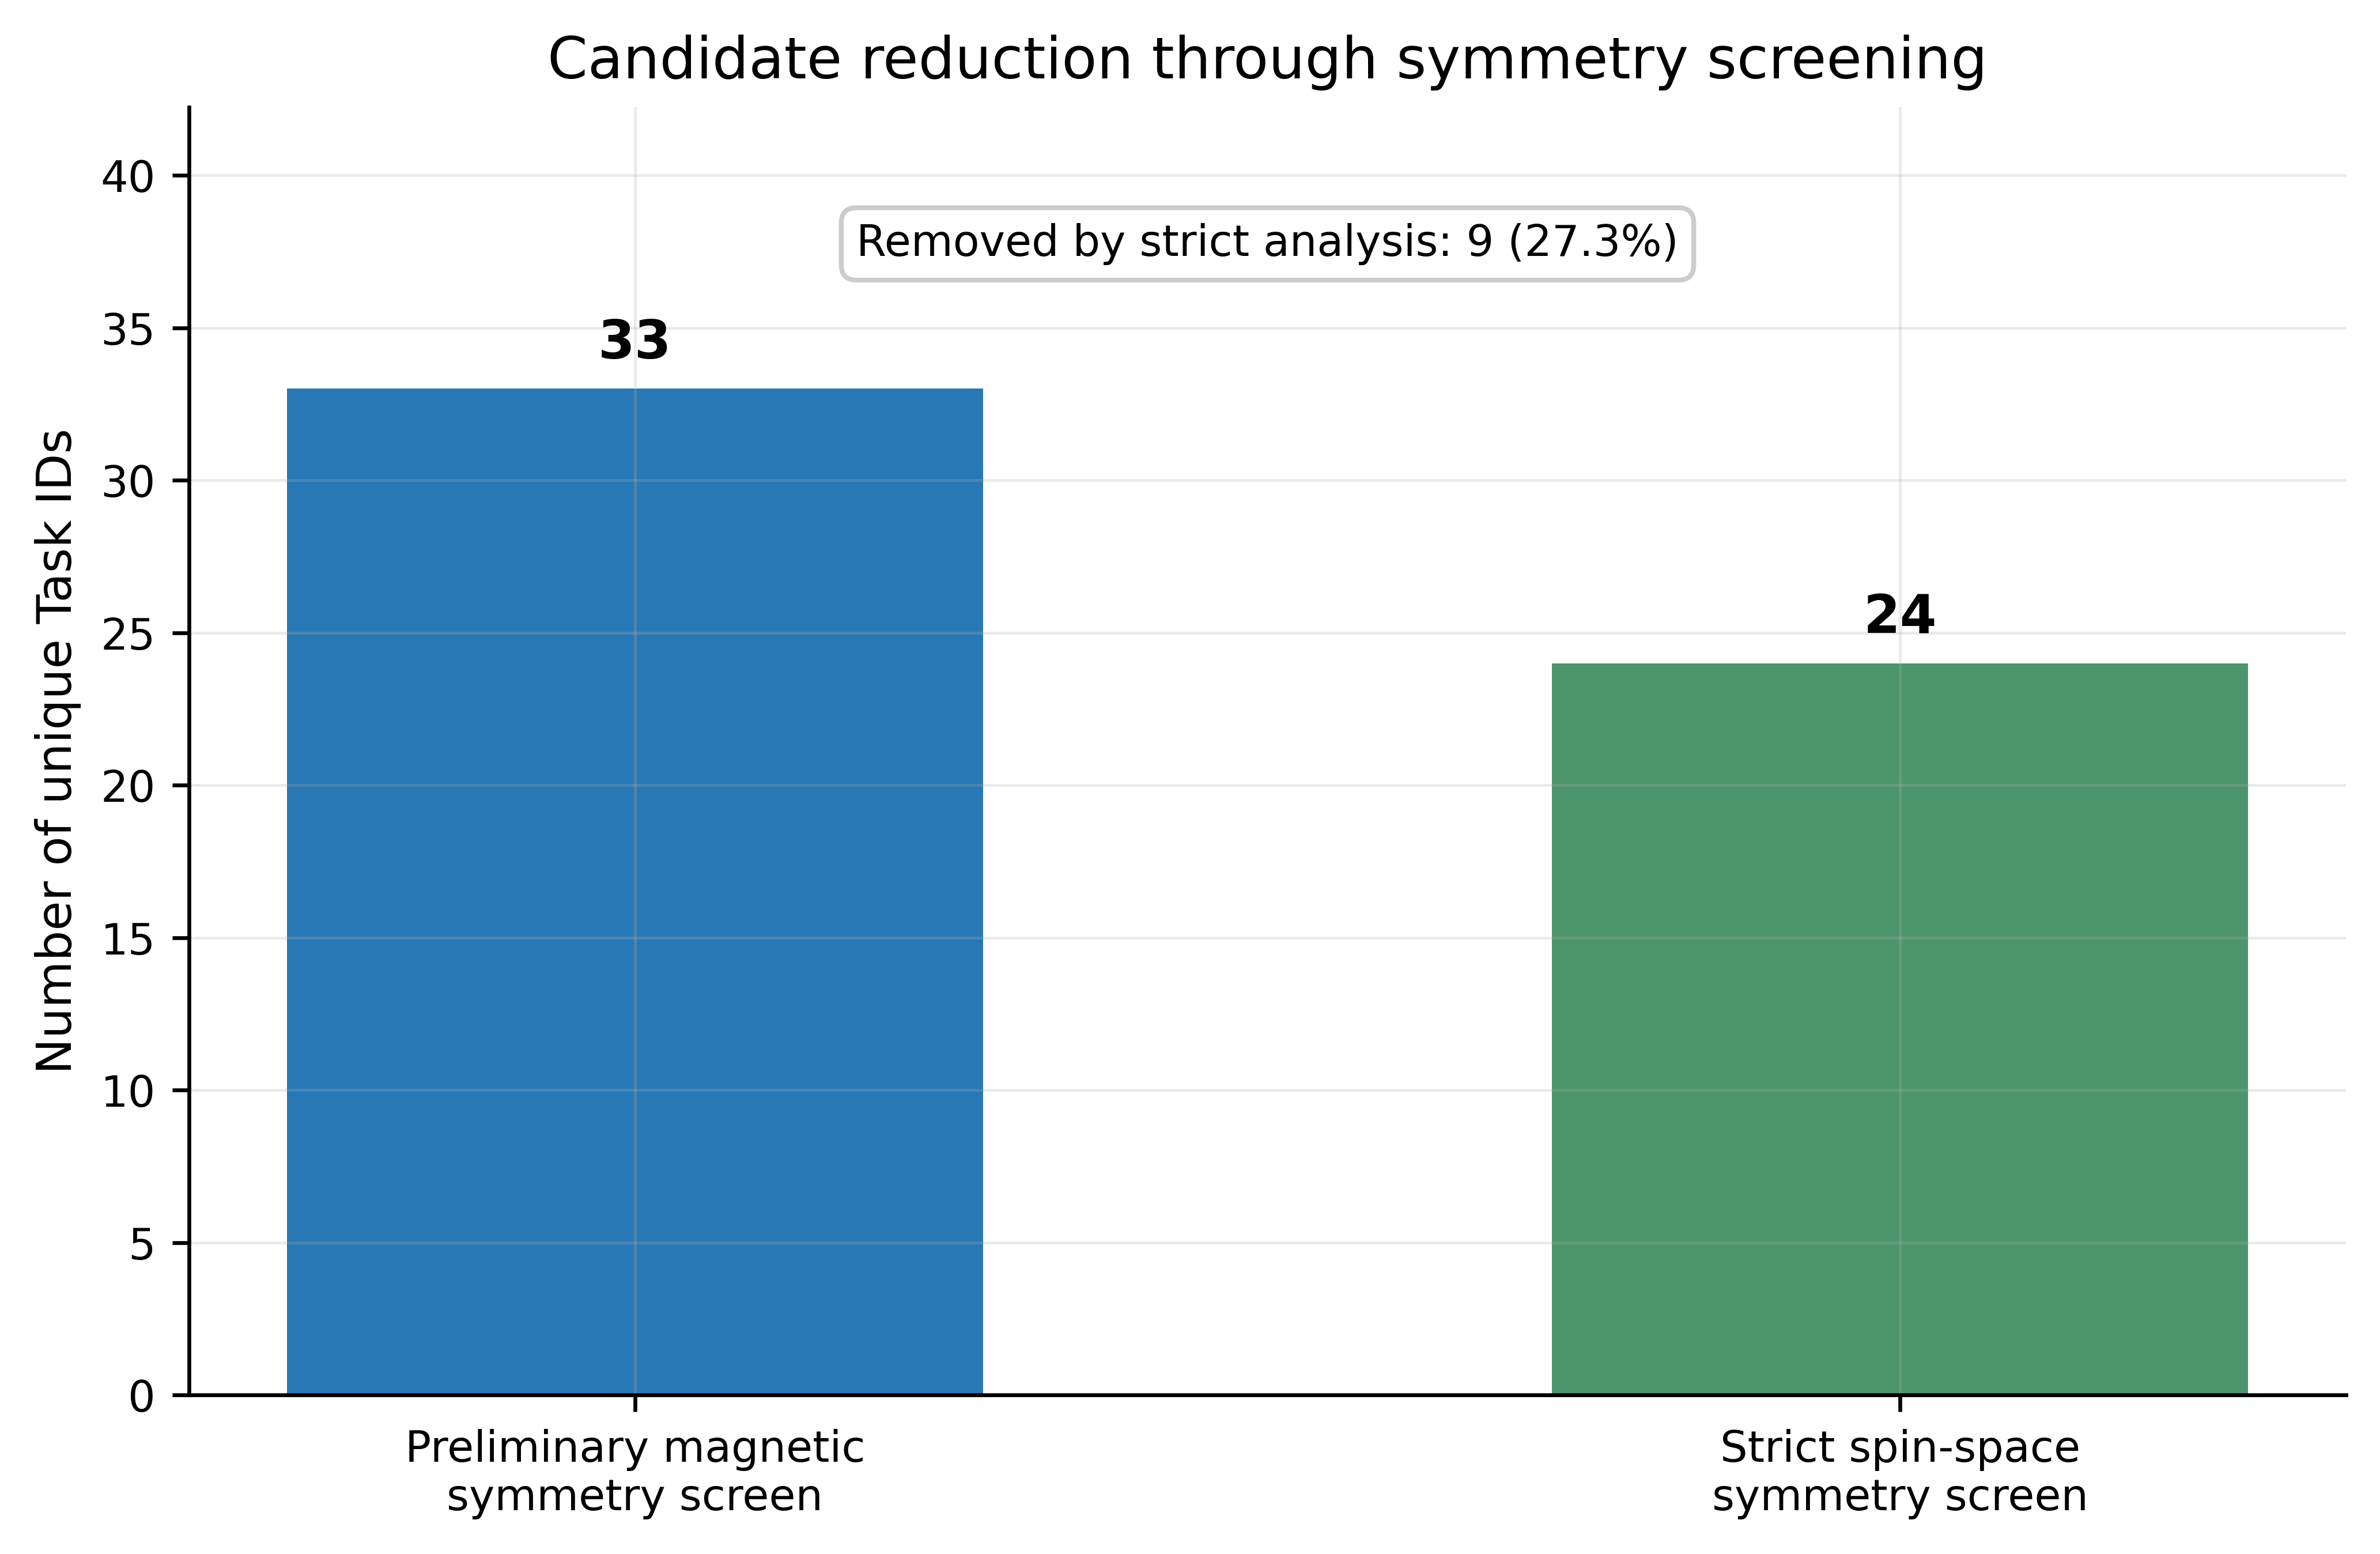 Candidate reduction through symmetry screening
Number of unique Task IDs
40
35
30
25
20
15
10
5
0
Removed by strict analysis: 9 (27.3%)
33
24
Preliminary magnetic
symmetry screen
Strict spin-space
symmetry screen